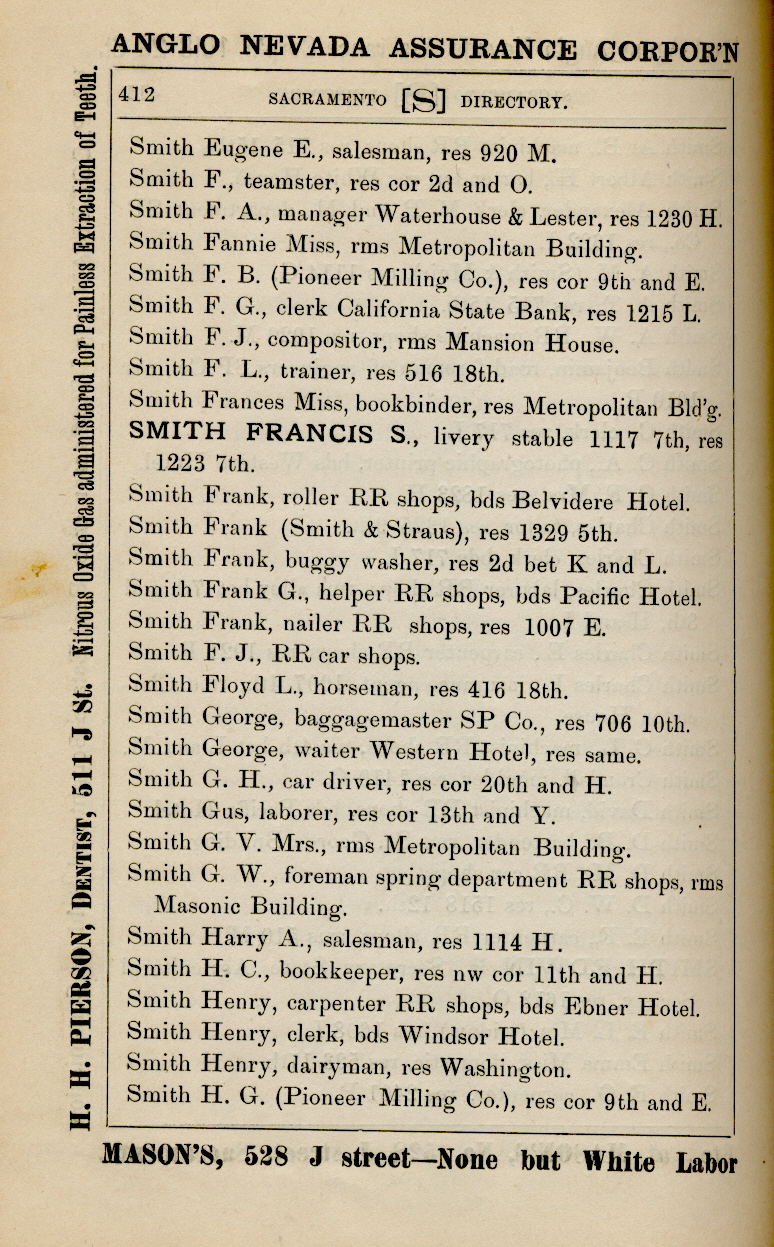 ANGLO NEVADA ASSURANCE CORPOR'N
412 SACRAMENTO [S] DIRECTORY.
Smith Eugene E., salesman, res 920 M.
Smith F., teamster, res cor 2d and O.
Smith F. A., manager Waterhouse & Lester, res 1230 H.
Smith Fannie Miss, rms Metropolitan Building.
Smith F. B. (Pioneer Milling Co.), res cor 9th and E.
Smith F. G., clerk California State Bank, res 1215 L.
Smith F. J., compositor, rms Mansion House.
Smith F. L., trainer, res 516 18th.
Smith Frances Miss, bookbinder, res Metropolitan Bld'g.
SMITH FRANCIS S., livery stable 1117 7th, res
1223 7th.
Smith Frank, roller RR shops, bds Belvidere Hotel.
Smith Frank (Smith & Straus), res 1329 5th.
Smith Frank, buggy washer, res 2d bet K and L.
Smith Frank G., helper RR shops, bds Pacific Hotel.
Smith Frank, nailer RR shops, res 1007 E.
Smith F. J., RR car shops.
Smith Floyd L., horseman, res 416 18th.
Smith George, baggagemaster SP Co., res 706 10th.
Smith George, waiter Western Hotel, res same.
Smith G. H., car driver, res cor 20th and H.
Smith Gus, laborer, res cor 13th and Y.
Smith G. V. Mrs., rms Metropolitan Building.
Smith G. W., foreman spring department RR shops, rms
Masonic Building.
Smith Harry A., salesman, res 1114 H.
Smith H. C., bookkeeper, res nw cor 11th and H.
Smith Henry, carpenter RR shops, bds Ebner Hotel.
Smith Henry, clerk, bds Windsor Hotel.
Smith Henry, dairyman, res Washington.
Smith H. G. (Pioneer Milling Co.), res cor 9th and E.
MASON'S, 528 J street—None but White Labor
H. H. PIERSON, DENTIST, 511 J St. Nitrous Oxide Gas administered for Painless Extraction of Teeth.